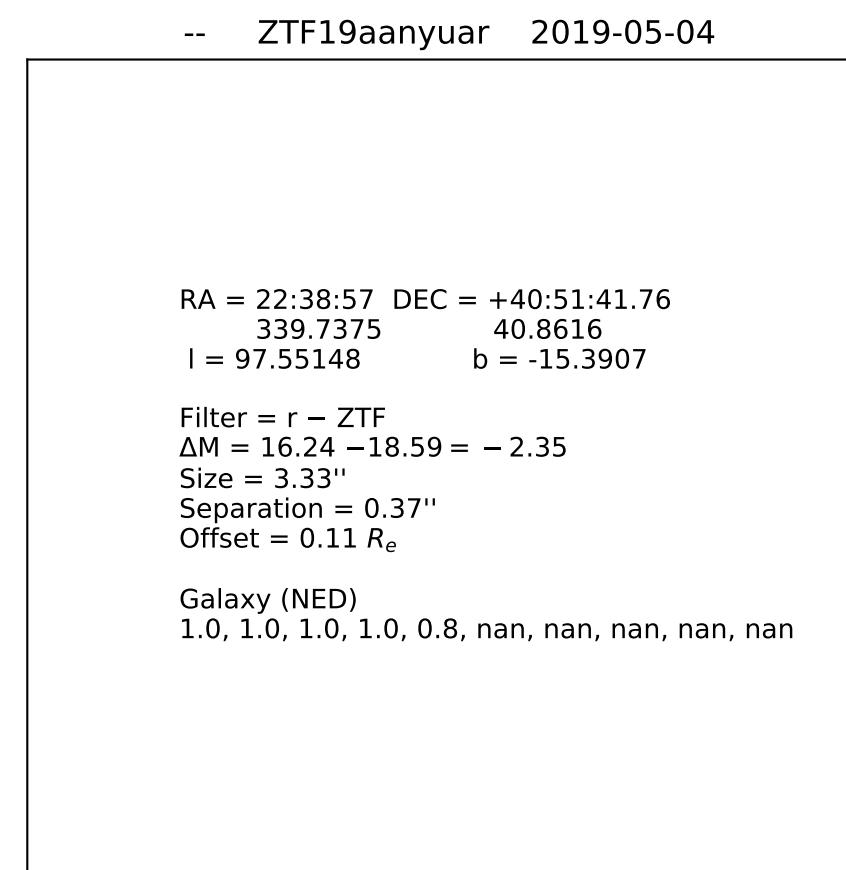 -- ZTF19aanyuar 2019-05-04
RA = 22:38:57 DEC = +40:51:41.76
339.7375 40.8616
l = 97.55148 b = -15.3907
Filter = r − ZTF
ΔM = 16.24 −18.59 = − 2.35
Size = 3.33''
Separation = 0.37''
Offset = 0.11 Re
Galaxy (NED)
1.0, 1.0, 1.0, 1.0, 0.8, nan, nan, nan, nan, nan